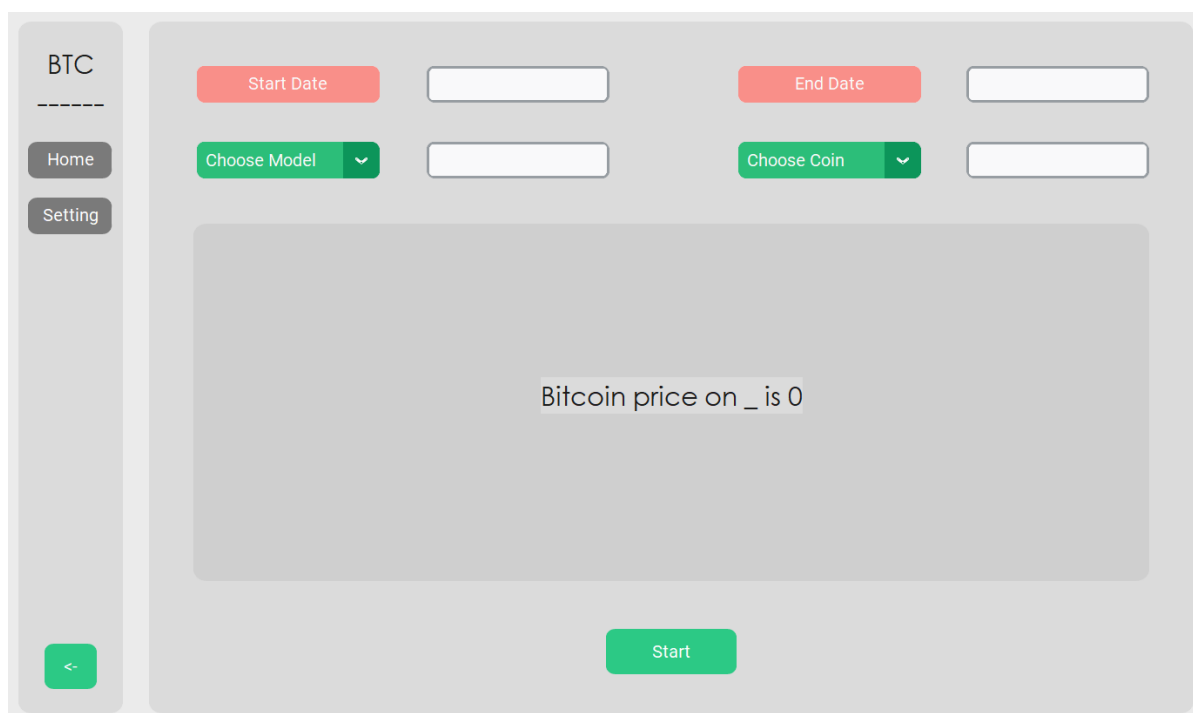 BTC
------
Home
Setting
<-
Start Date
End Date
Choose Model
Choose Coin
Bitcoin price on _ is 0
Start